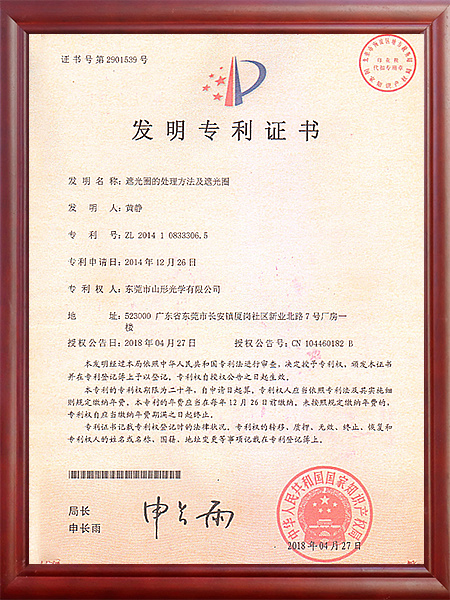 证书号第2901539号
发明专利证书
发 明 名 称：遮光圈的处理方法及遮光圈
发 明 人：黄静
专 利 号：ZL 2014 1 0833306.5
专利申请日：2014年12月26日
专 利 权 人：东莞市山形光学有限公司
地 址：523000 广东省东莞市长安镇厦岗社区新业北路7号厂房一
楼
授权公告日：2018年04月27日 授权公告号：CN 104460182 B
本发明经过本局依照中华人民共和国专利法进行审查，决定授予专利权，颁发本证书
并在专利登记簿上予以登记。专利权自授权公告之日起生效。
本专利的专利权期限为二十年，自申请日起算。专利权人应当依照专利法及其实施细
则规定缴纳年费。本专利的年费应当在每年12月26日前缴纳。未按照规定缴纳年费的，
专利权自应当缴纳年费期满之日起终止。
专利证书记载专利权登记时的法律状况。专利权的转移、质押、无效、终止、恢复和
专利权人的姓名或名称、国籍、地址变更等事项记载在专利登记簿上。
局长
申长雨
申长雨
中华人民共和国国家知识产权局
2018年04月27日